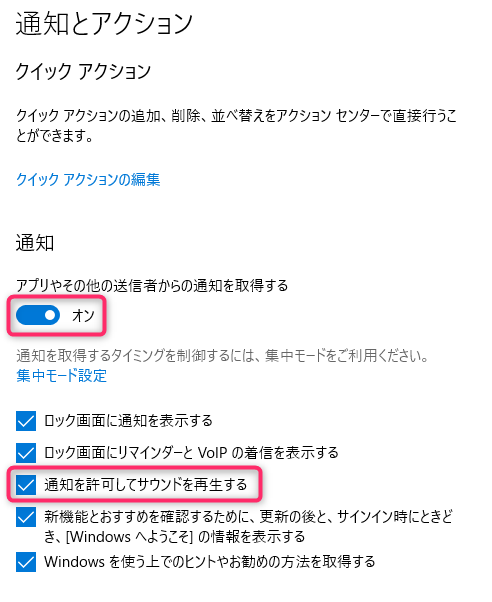 通知とアクション
クイック アクション
クイック アクションの追加、削除、並べ替えをアクション センターで直接行うこ
とができます。
クイック アクションの編集
通知
アプリやその他の送信者からの通知を取得する
オン
通知を取得するタイミングを制御するには、集中モードをご利用ください。
集中モード設定
ロック画面に通知を表示する
ロック画面にリマインダーと VoIP の着信を表示する
通知を許可してサウンドを再生する
新機能とおすすめを確認するために、更新の後と、サインイン時にときど
き、[Windows へようこそ] の情報を表示する
Windows を使う上でのヒントやお勧めの方法を取得する